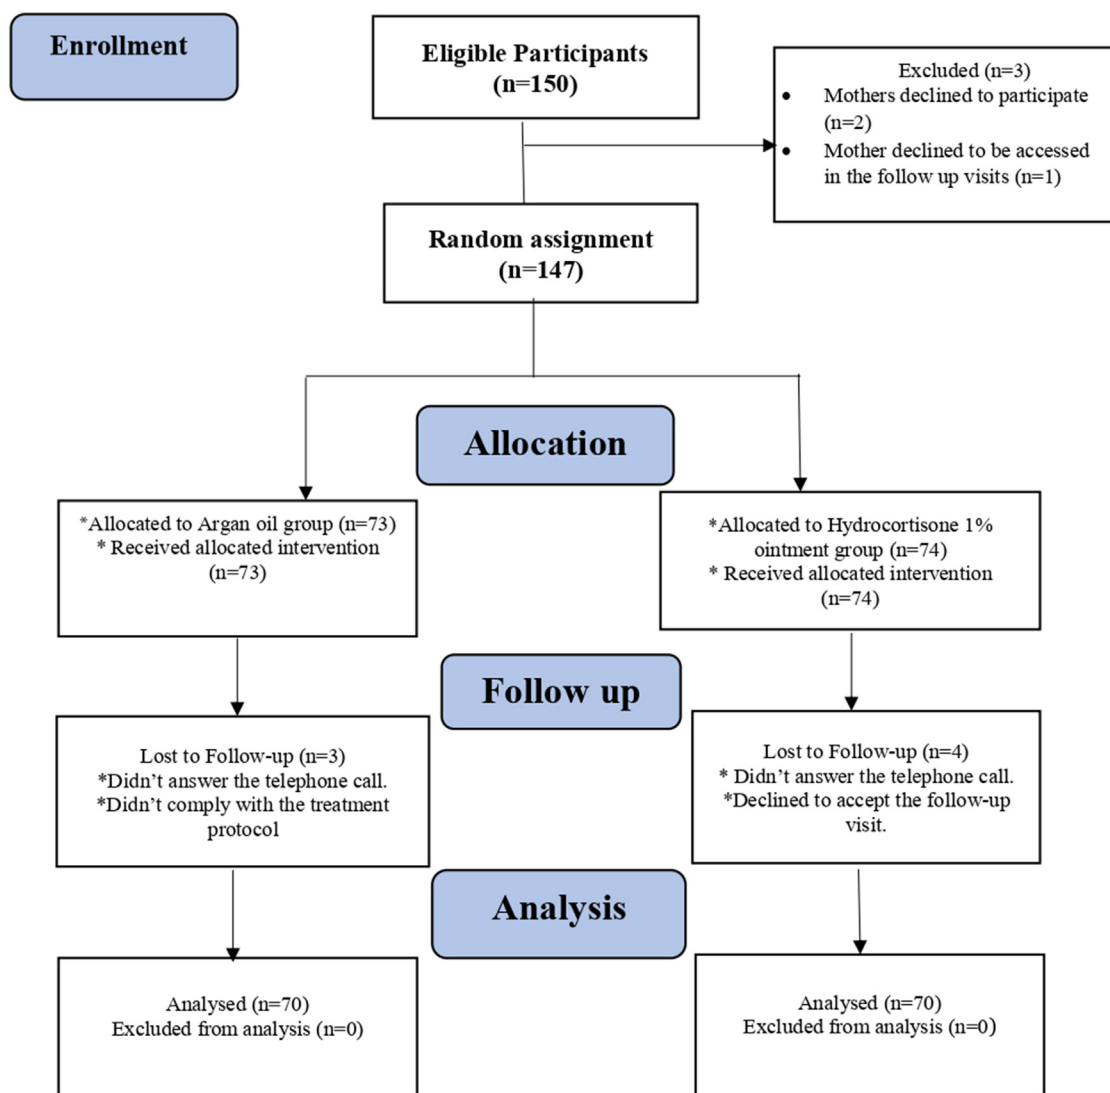 Enrollment
Eligible Participants
(n=150)
Excluded (n=3)
• Mothers declined to participate
(n=2)
• Mother declined to be accessed
in the follow up visits (n=1)
Random assignment
(n=147)
Allocation
*Allocated to Argan oil group (n=73)
* Received allocated intervention
(n=73)
*Allocated to Hydrocortisone 1%
ointment group (n=74)
* Received allocated intervention
(n=74)
Follow up
Lost to Follow-up (n=3)
*Didn’t answer the telephone call.
*Didn’t comply with the treatment
protocol
Lost to Follow-up (n=4)
* Didn’t answer the telephone call.
*Declined to accept the follow-up
visit.
Analysis
Analysed (n=70)
Excluded from analysis (n=0)
Analysed (n=70)
Excluded from analysis (n=0)